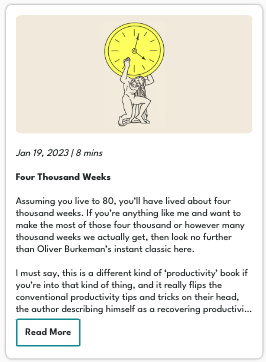 Jan 19, 2023 | 8 mins
Four Thousand Weeks
Assuming you live to 80, you'll have lived about four
thousand weeks. If you're anything like me and want to
make the most of those four thousand or however many
thousand weeks we actually get, then look no further
than Oliver Burkeman's instant classic here.
I must say, this is a different kind of 'productivity' book if
you're into that kind of thing, and it really flips the
conventional productivity tips and tricks on their head,
the author describing himself as a recovering productivi...
Read More